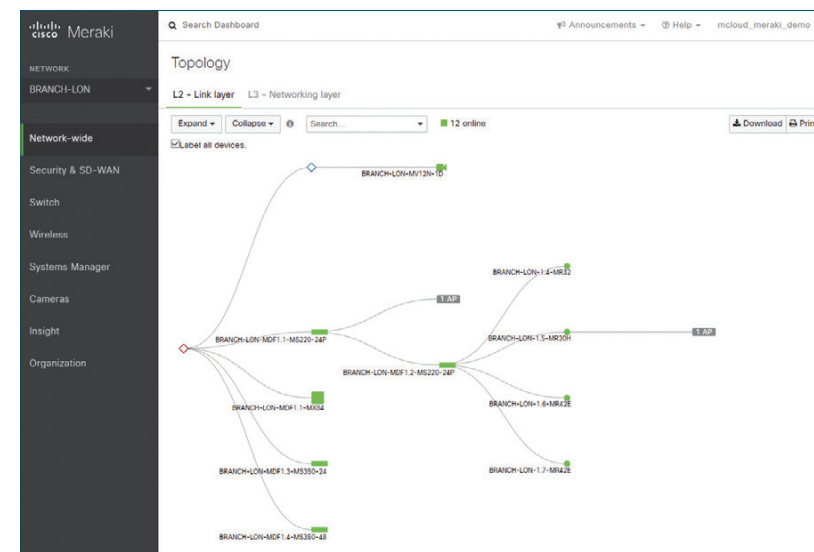 cisco Meraki
Search Dashboard
Announcements
Help
mcloud_meraki_demo
NETWORK
BRANCH-LON
Topology
L2 - Link layer
L3 - Networking layer
Expand
Collapse
Search...
12 online
Download
Prin
Label all devices.
Network-wide
Security & SD-WAN
Switch
Wireless
Systems Manager
Cameras
Insight
Organization
BRANCH-LON-MV12N-1D
BRANCH-LON-1.4-MR32
1 AP
BRANCH-LON-MDF1.1-MS220-24P
BRANCH-LON-1.5-MR30H
1 AP
BRANCH-LON-MDF1.2-MS220-24P
BRANCH-LON-MDF1.1-MX64
BRANCH-LON-1.6-MR42E
BRANCH-LON-MDF1.3-MS350-24
BRANCH-LON-1.7-MR42E
BRANCH-LON-MDF1.4-MS350-48